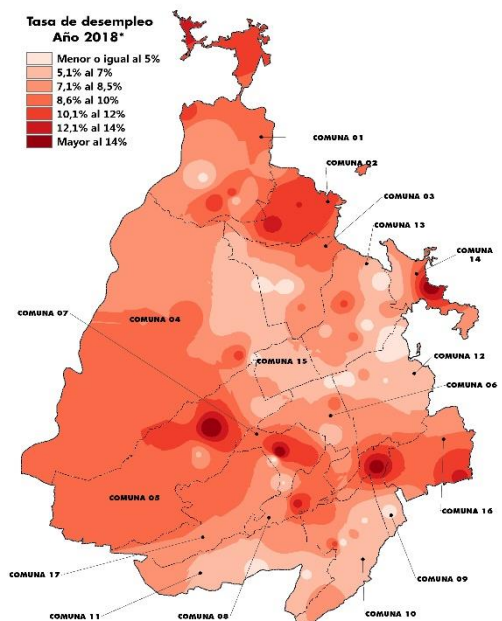 Tasa de desempleo
Año 2018*
Menor o igual al 5%
5,1% al 7%
7,1% al 8,5%
8,6% al 10%
10,1% al 12%
12,1% al 14%
Mayor al 14%
COMUNA 01
COMUNA 02
COMUNA 03
COMUNA 13
COMUNA
14
COMUNA 07
COMUNA 04
COMUNA 15
COMUNA 12
COMUNA 06
COMUNA 05
COMUNA 16
COMUNA 17
COMUNA 09
COMUNA 11
COMUNA 08
COMUNA 10